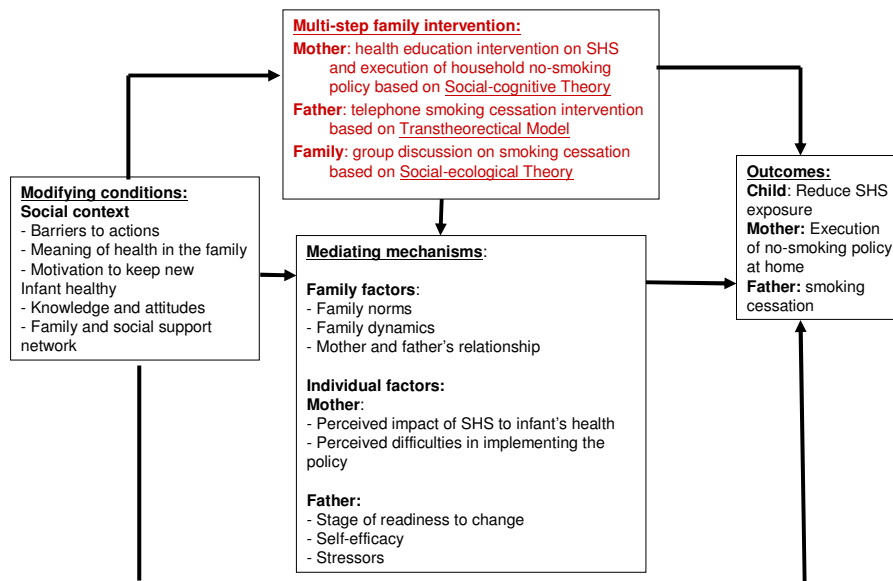 Multi-step family intervention:
Mother: health education intervention on SHS
and execution of household no-smoking
policy based on Social-cognitive Theory
Father: telephone smoking cessation intervention
based on Transtheorectical Model
Family: group discussion on smoking cessation
based on Social-ecological Theory
Modifying conditions:
Social context
- Barriers to actions
- Meaning of health in the family
- Motivation to keep new
Infant healthy
- Knowledge and attitudes
- Family and social support
network
Mediating mechanisms:
Family factors:
- Family norms
- Family dynamics
- Mother and father's relationship
Individual factors:
Mother:
- Perceived impact of SHS to infant's health
- Perceived difficulties in implementing the
policy
Father:
- Stage of readiness to change
- Self-efficacy
- Stressors
Outcomes:
Child: Reduce SHS
exposure
Mother: Execution
of no-smoking policy
at home
Father: smoking
cessation